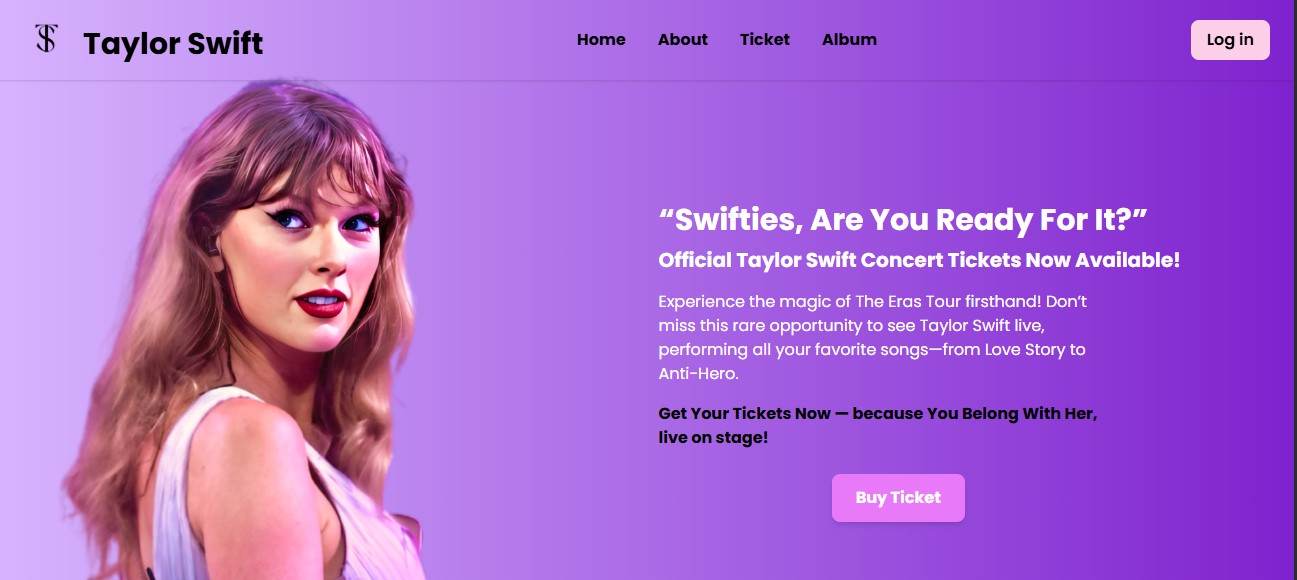 Taylor Swift
Home About Ticket Album
Log in
“Swifties, Are You Ready For It?”
Official Taylor Swift Concert Tickets Now Available!
Experience the magic of The Eras Tour firsthand! Don’t
miss this rare opportunity to see Taylor Swift live,
performing all your favorite songs—from Love Story to
Anti-Hero.
Get Your Tickets Now — because You Belong With Her,
live on stage!
Buy Ticket